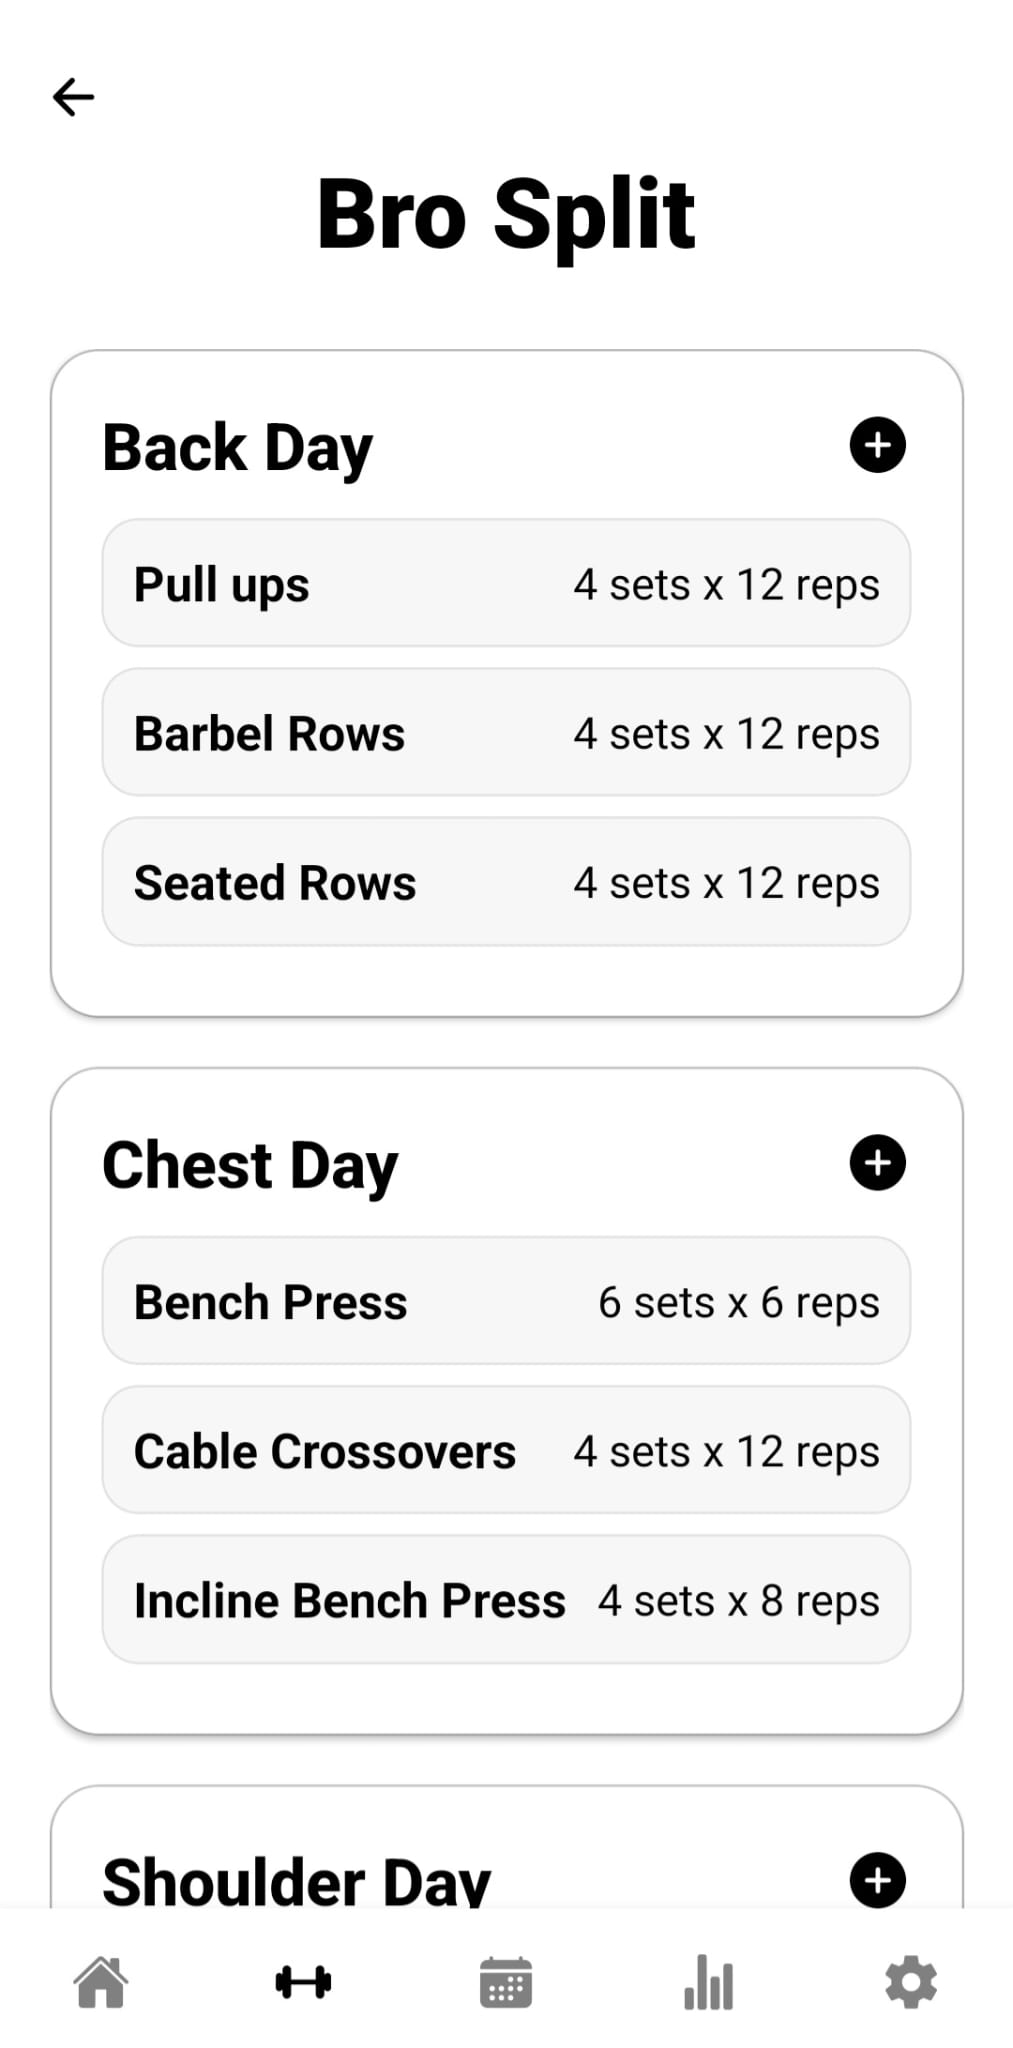 Bro Split
Back Day
Pull ups 4 sets x 12 reps
Barbel Rows 4 sets x 12 reps
Seated Rows 4 sets x 12 reps
Chest Day
Bench Press 6 sets x 6 reps
Cable Crossovers 4 sets x 12 reps
Incline Bench Press 4 sets x 8 reps
Shoulder Day